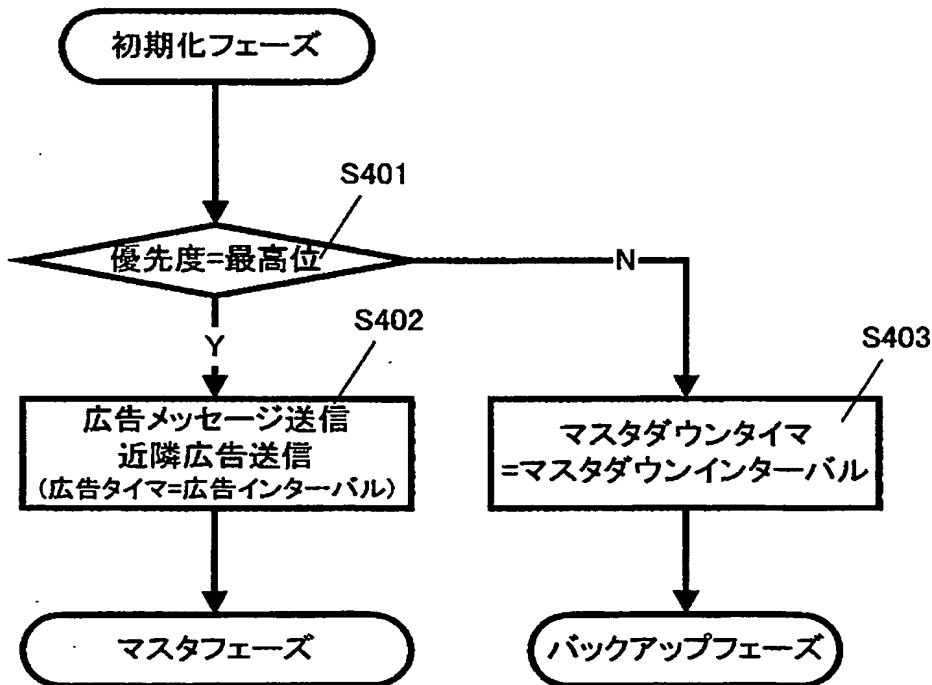 初期化フェーズ
S401
優先度=最高位
N
Y
S402
S403
広告メッセージ送信
近隣広告送信
(広告タイマ=広告インターバル)
マスタダウンタイマ
=マスタダウンインターバル
マスタフェーズ
バックアップフェーズ